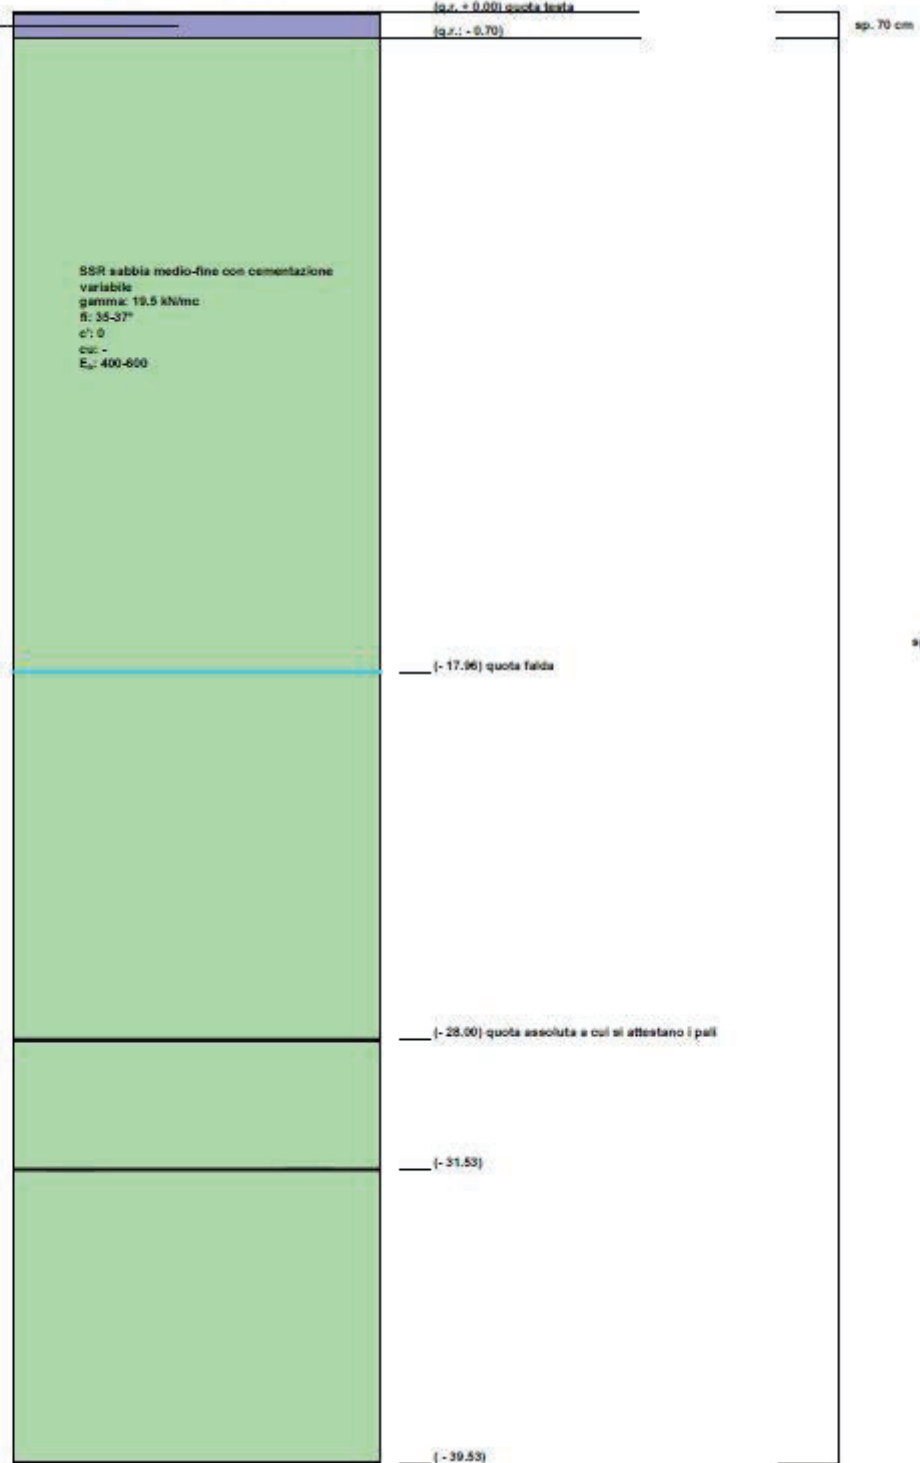 (q.r. + 0.00) quota testa
(q.r.: - 0.70)
sp. 70 cm
SSR sabbia medio-fine con cementazione
variabile
gamma: 19.5 kN/mc
fi: 35-37°
c': 0
cu: -
(- 17.96) quota falda
(- 28.00) quota assoluta a cui si attestano i pali
(- 31.53)
( - 39.53)